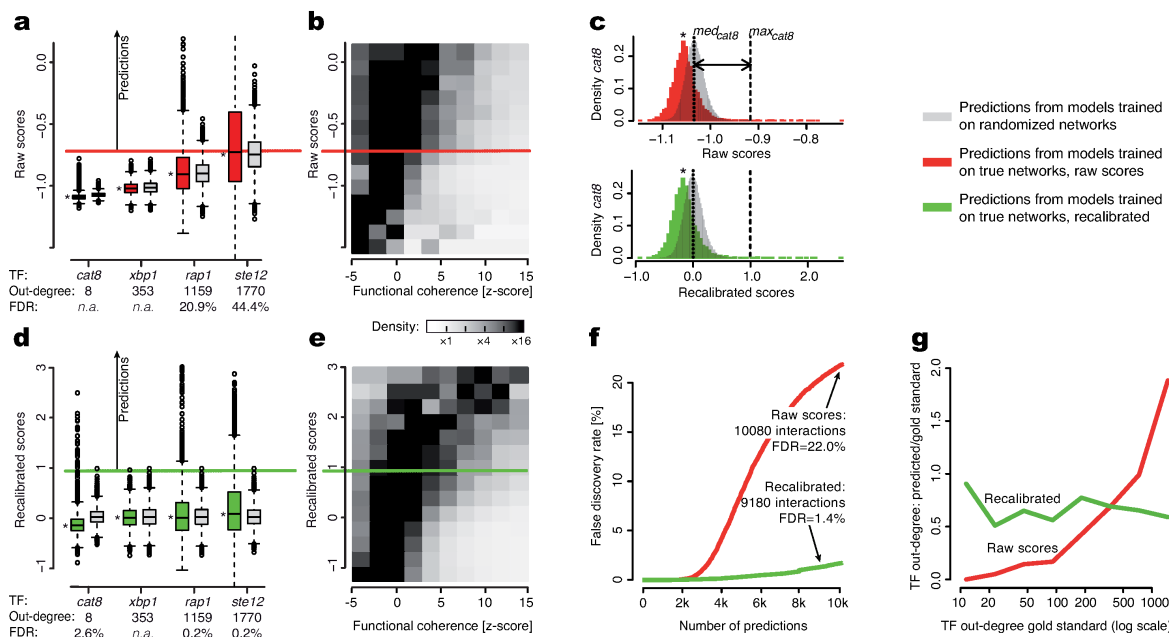 a
Raw scores
0.0
−0.5
−1.0
Predictions
*
*
*
*
TF:
cat8
xbp1
rap1
ste12
Out-degree:
8
353
1159
1770
FDR:
n.a.
n.a.
20.9%
44.4%
b
Raw scores
0.0
−0.5
−1.0
−5
0
5
10
15
Functional coherence [z-score]
Density:
×1
×4
×16
c
*
med cat8
max cat8
Density cat8
0.0
0.1
0.2
−1.1
−1.0
−0.9
−0.8
Raw scores
*
Density cat8
0.0
0.1
0.2
−1.0
0.0
1.0
2.0
Recalibrated scores
Predictions from models trained
on randomized networks
Predictions from models trained
on true networks, raw scores
Predictions from models trained
on true networks, recalibrated
d
Recalibrated scores
3
2
1
0
−1
Predictions
*
*
*
*
TF:
cat8
xbp1
rap1
ste12
Out-degree:
8
353
1159
1770
FDR:
2.6%
n.a.
0.2%
0.2%
e
Recalibrated scores
3
2
1
0
−1
−5
0
5
10
15
Functional coherence [z-score]
f
False discovery rate [%]
0
5
10
15
20
Raw scores:
10080 interactions
FDR=22.0%
Recalibrated:
9180 interactions
FDR=1.4%
0
2k
4k
6k
8k
10k
Number of predictions
g
TF out-degree: predicted/gold standard
0.0
0.5
1.0
1.5
2.0
Recalibrated
Raw scores
10
20
50
100
200
500
1000
TF out-degree gold standard (log scale)